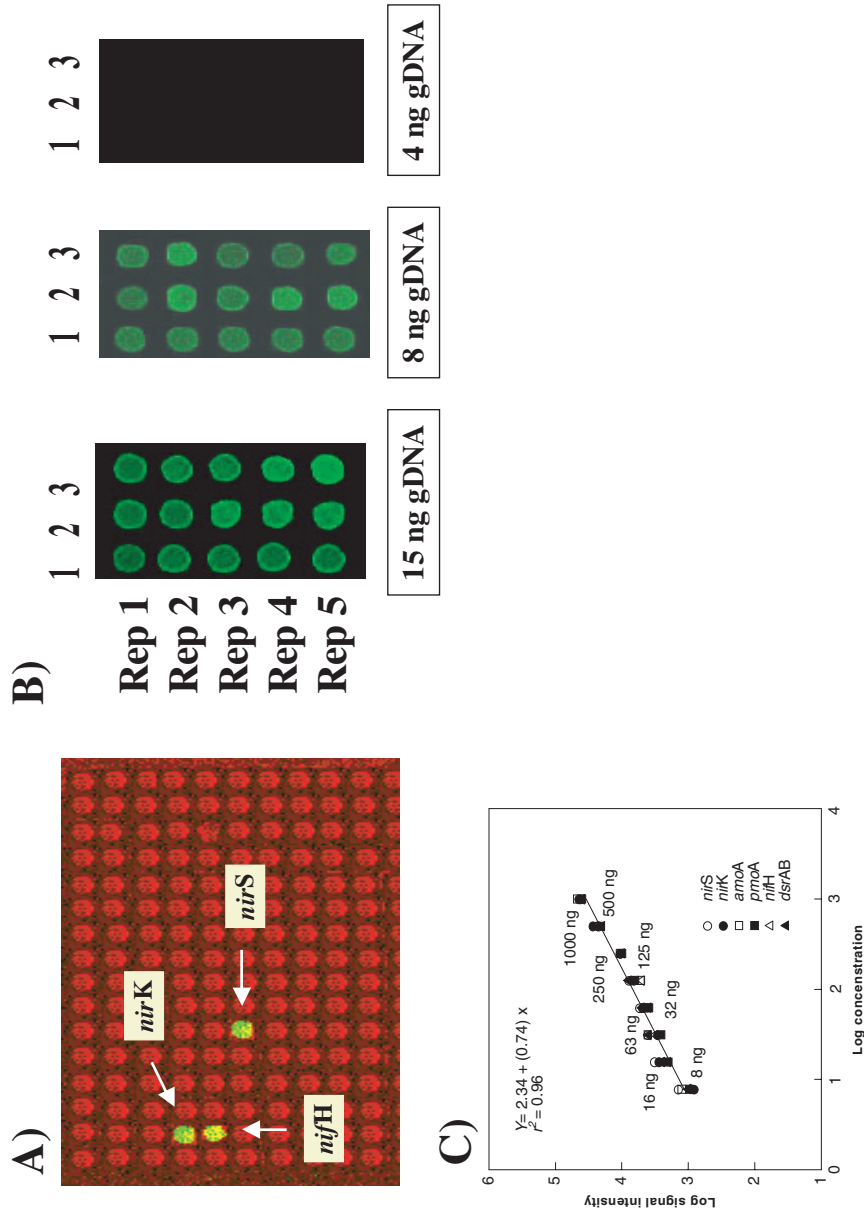 A)
nirK
nirS
nifH
B)
1 2 3
1 2 3
1 2 3
Rep 1
Rep 2
Rep 3
Rep 4
Rep 5
15 ng gDNA
8 ng gDNA
4 ng gDNA
C)
Y= 2.34 + (0.74) x
r² = 0.96
Log signal intensity
6
5
4
3
2
1
1000 ng
500 ng
250 ng
125 ng
63 ng
32 ng
16 ng
8 ng
nirS
nirK
amoA
pmoA
nifH
dsrAB
0 1 2 3 4
Log concenstration